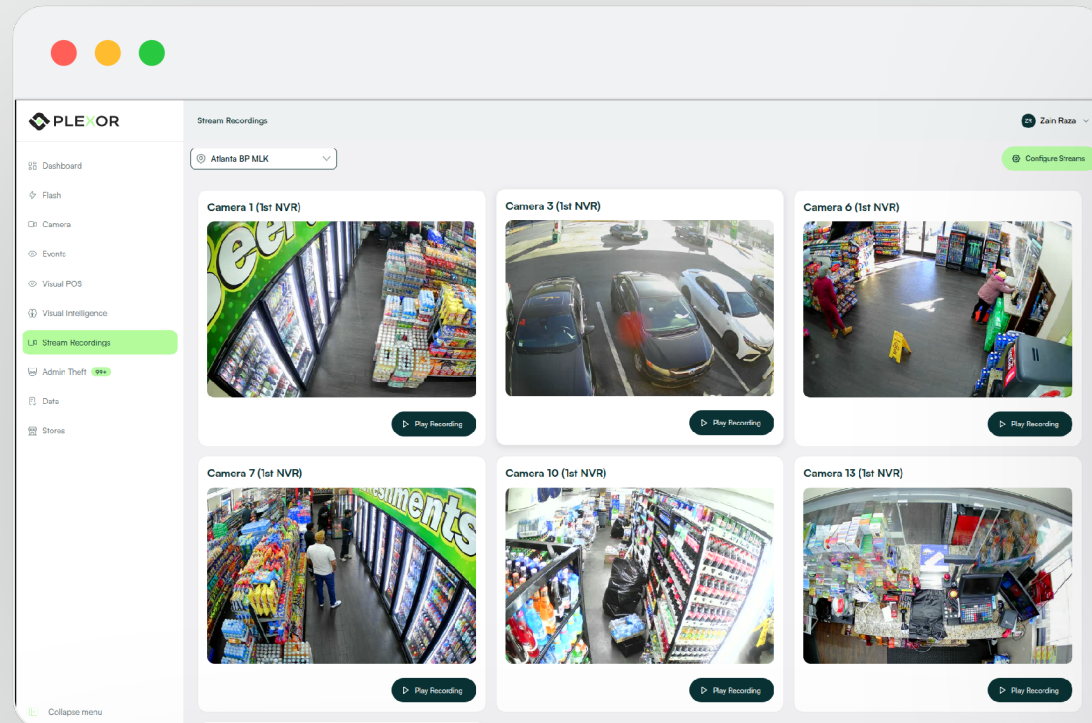 PLEXOR
Stream Recordings
ZR Zain Raza
Dashboard
Flash
Camera
Events
Visual POS
Visual Intelligence
Stream Recordings
Admin Theft 99+
Data
Stores
Collapse menu
Atlanta BP MLK
Configure Streams
Camera 1 (1st NVR)
Beer
Play Recording
Camera 3 (1st NVR)
Play Recording
Camera 6 (1st NVR)
Play Recording
Camera 7 (1st NVR)
Play Recording
Camera 10 (1st NVR)
Play Recording
Camera 13 (1st NVR)
Play Recording